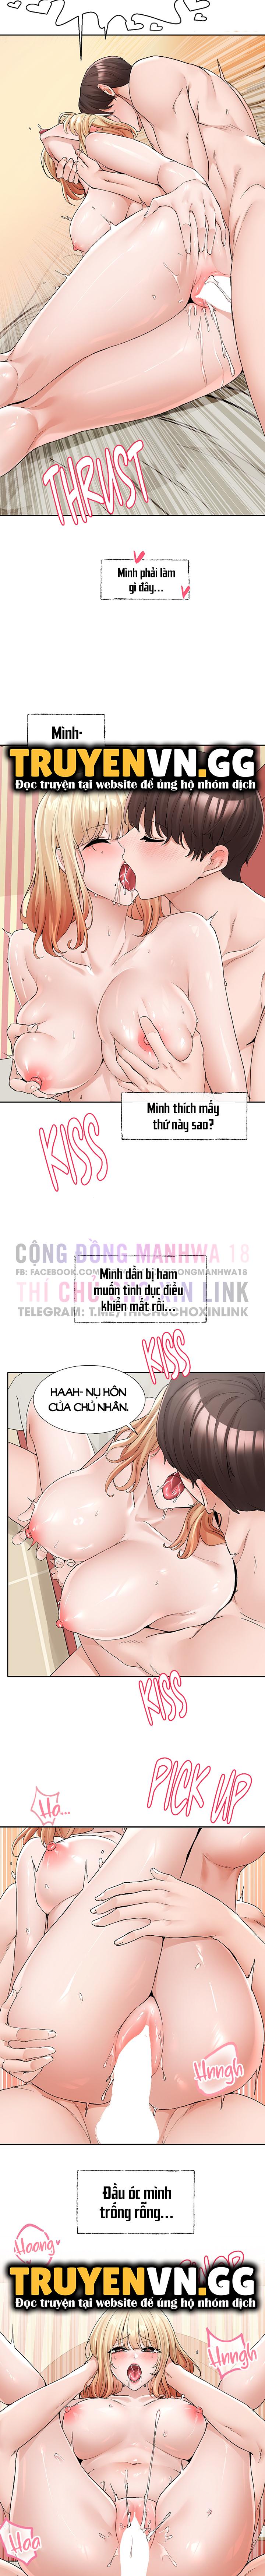 THRUST
Mình phải làm
gì đây...
Mình-
TRUYENVN.GG
Đọc truyện tại website để ủng hộ nhóm dịch
Mình thích mấy
thứ này sao?
KISS
CỘNG ĐỒNG MANHWA 18
Mình dần bị ham
muốn tình dục điều
khiển mất rồi...
KISS
HAAH- NỤ HÔN
CỦA CHỦ NHÂN.
KISS
PICK UP
Ha...
Hnngh
Đầu óc mình
trống rỗng...
Haang
TRUYENVN.GG
Đọc truyện tại website để ủng hộ nhóm dịch
Hnngh
Haa